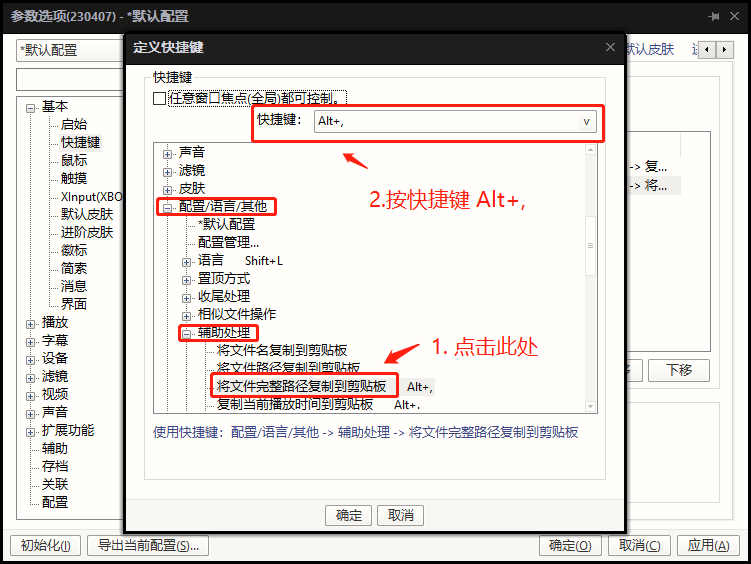 参数选项(230407) - *默认配置
*默认配置
默认皮肤
基本
启始
快捷键
鼠标
触摸
XInput(XBO
默认皮肤
进阶皮肤
徽标
简索
消息
界面
播放
字幕
设备
滤镜
视频
声音
扩展功能
辅助
存档
关联
配置
定义快捷键
快捷键
任意窗口焦点(全局)都可控制。
快捷键： Alt+,
声音
滤镜
皮肤
配置/语言/其他
*默认配置
配置管理...
语言 Shift+L
置顶方式
收尾处理
相似文件操作
辅助处理
将文件名复制到剪贴板
将文件路径复制到剪贴板
将文件完整路径复制到剪贴板 Alt+,
复制当前播放时间到剪贴板 Alt+.
2.按快捷键 Alt+,
1. 点击此处
使用快捷键：配置/语言/其他 -> 辅助处理 -> 将文件完整路径复制到剪贴板
确定 取消
-> 复...
-> 将...
下移
初始化(I) 导出当前配置(S)... 确定(O) 取消(C) 应用(A)